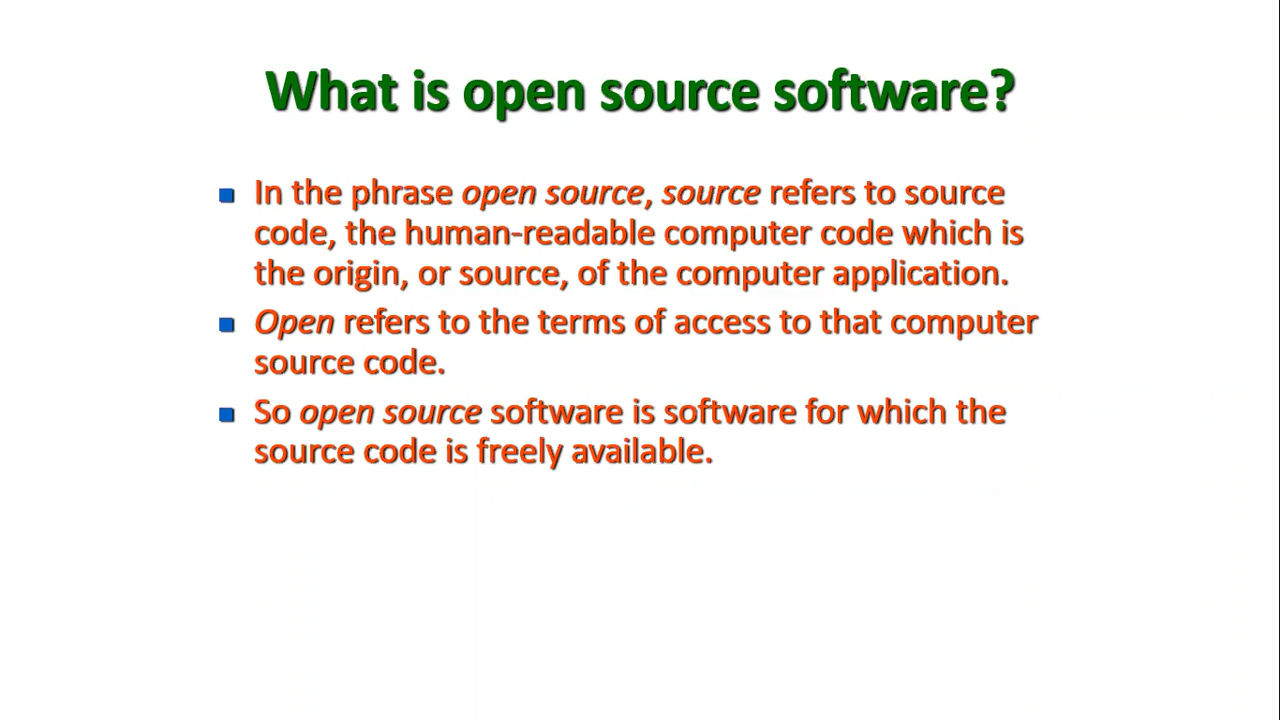 What is open source software?
In the phrase open source, source refers to source
code, the human-readable computer code which is
the origin, or source, of the computer application.
Open refers to the terms of access to that computer
source code.
So open source software is software for which the
source code is freely available.